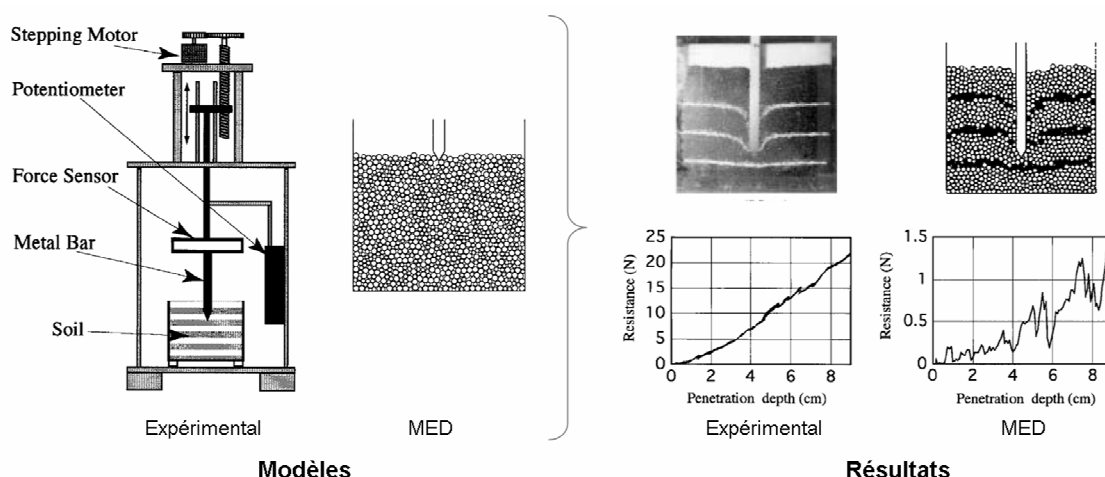 Stepping Motor
Potentiometer
Force Sensor
Metal Bar
Soil
Expérimental
MED
Modèles
25
20
15
10
5
0
Resistance (N)
0 2 4 6 8
Penetration depth (cm)
Expérimental
1.5
1
0.5
0
Resistance (N)
0 2 4 6 8
Penetration depth (cm)
MED
Résultats